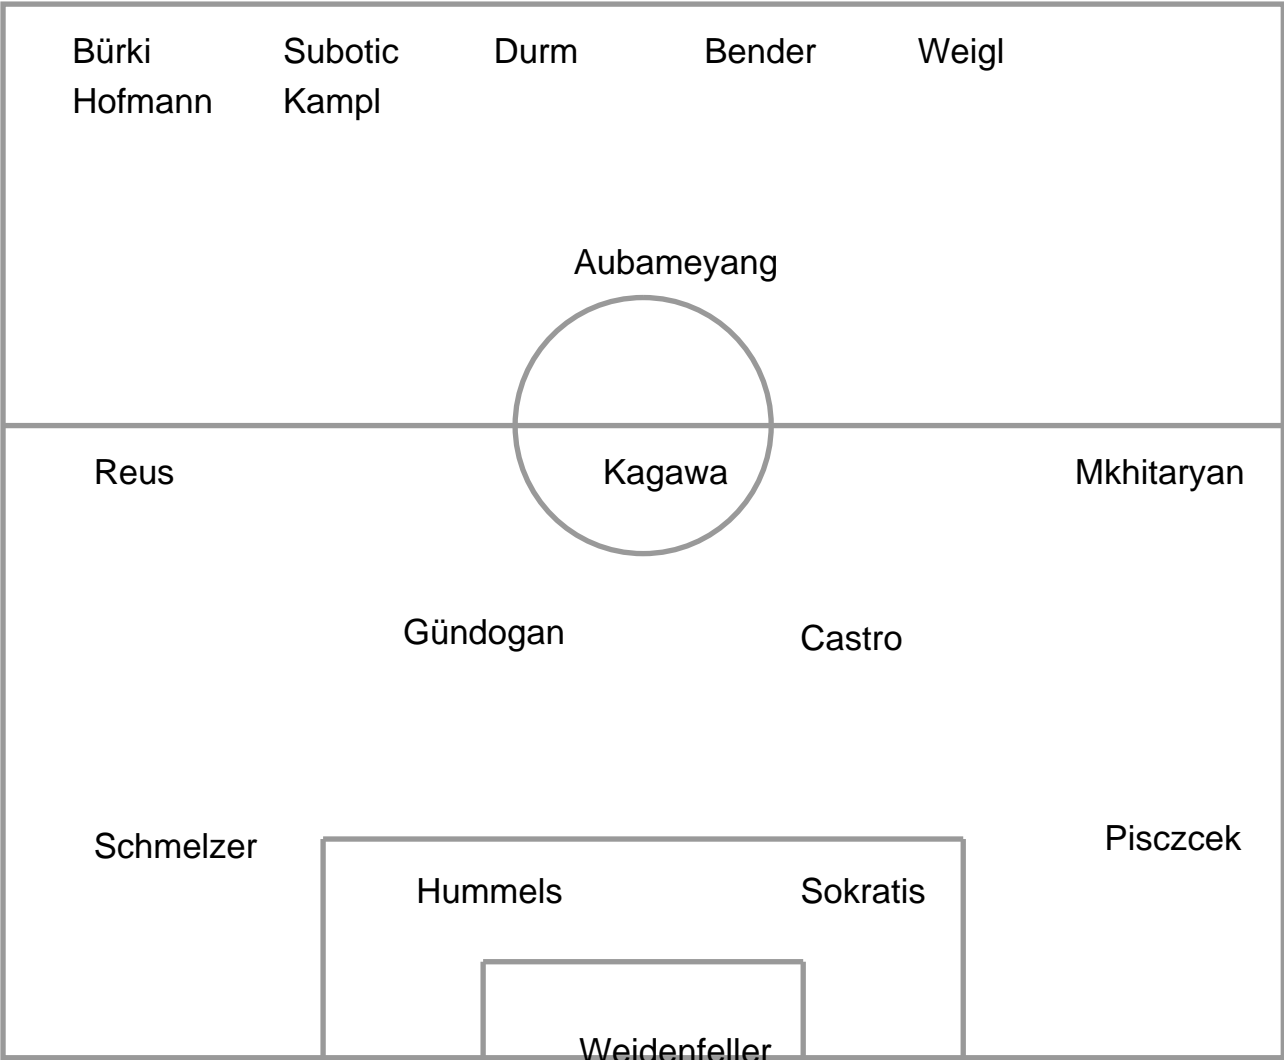 Bürki Subotic Durm Bender Weigl
Hofmann Kampl
Aubameyang
Reus Kagawa Mkhitaryan
Gündogan Castro
Schmelzer Pisczcek
Hummels Sokratis
Weidenfeller